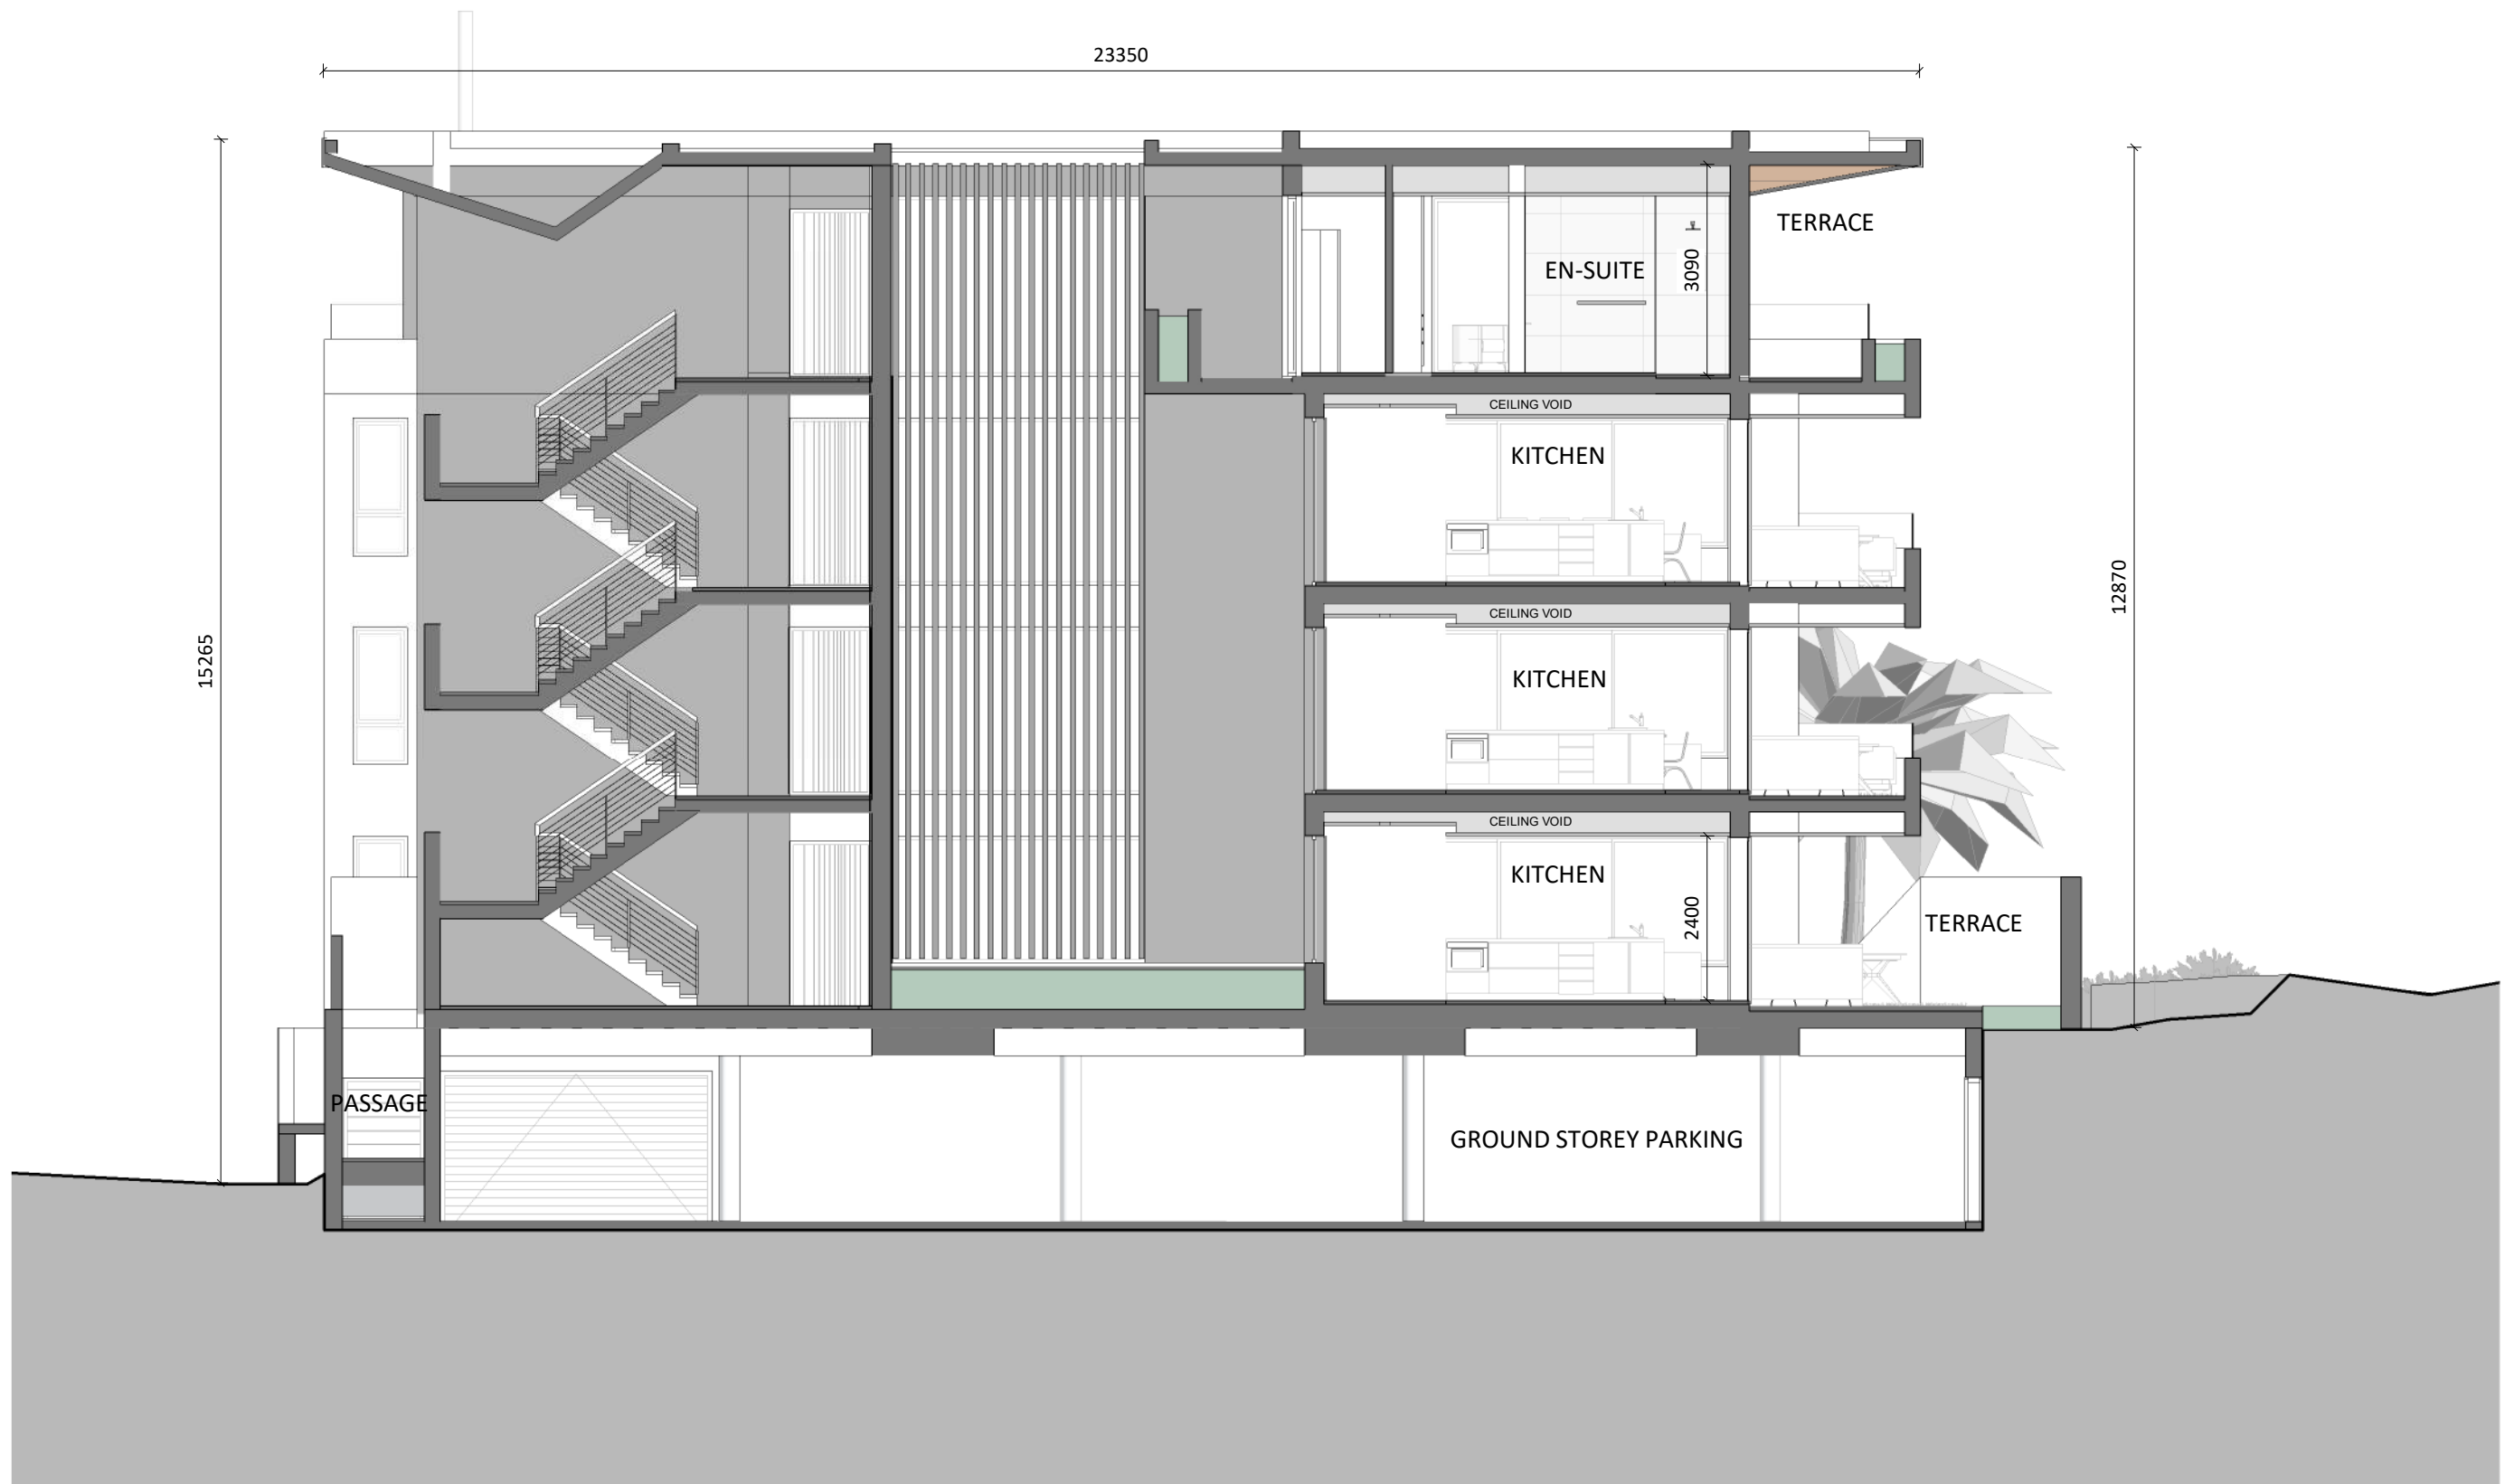 23350
TERRACE
EN-SUITE
3090
CEILING VOID
KITCHEN
12870
CEILING VOID
15265
KITCHEN
CEILING VOID
KITCHEN
2400
TERRACE
PASSAGE
GROUND STOREY PARKING